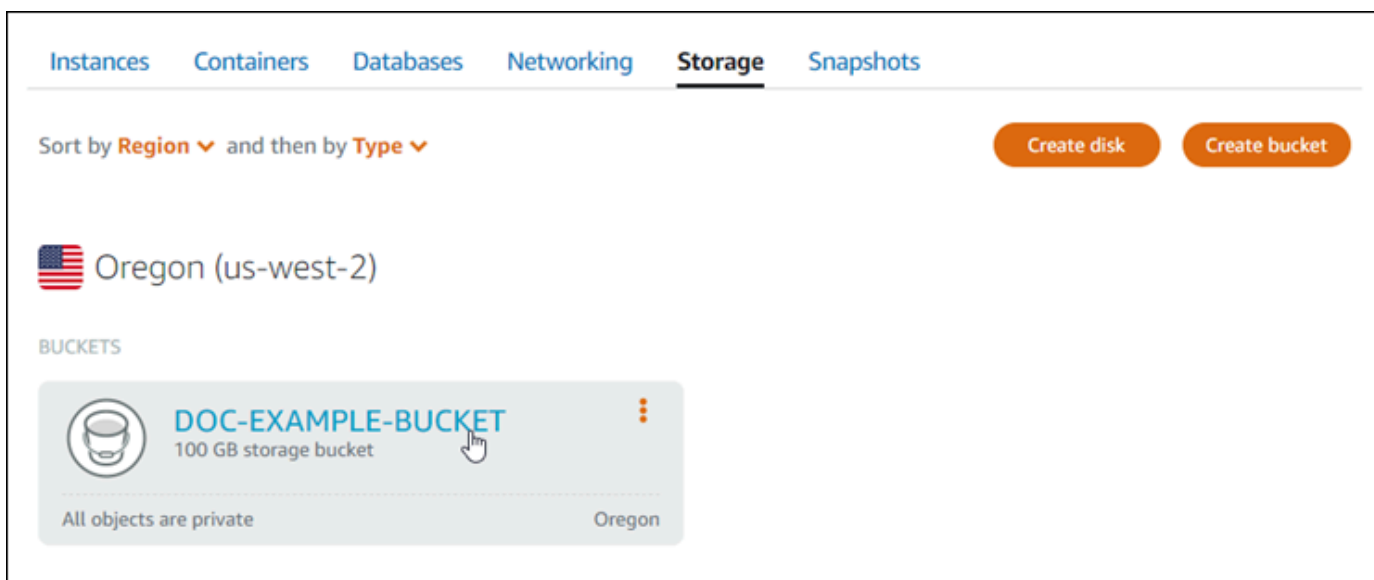 Instances Containers Databases Networking Storage Snapshots
Sort by Region and then by Type Create disk Create bucket
Oregon (us-west-2)
BUCKETS
DOC-EXAMPLE-BUCKET
100 GB storage bucket
All objects are private Oregon